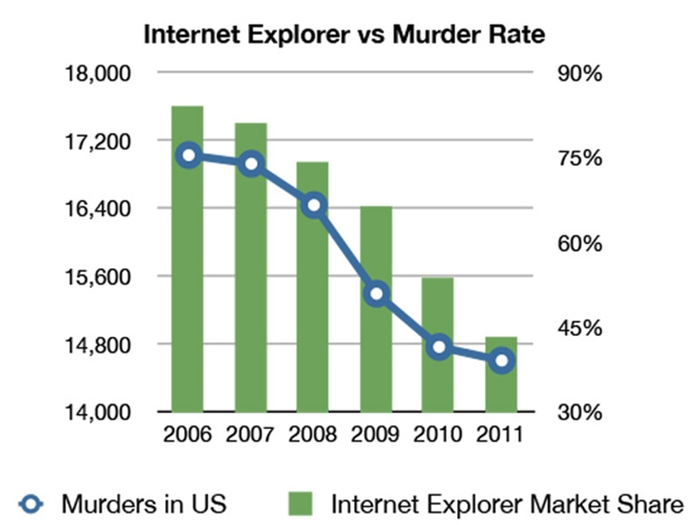 Internet Explorer vs Murder Rate
18,000 90%
17,200 75%
16,400 60%
15,600 45%
14,800 30%
14,000
2006 2007 2008 2009 2010 2011
Murders in US Internet Explorer Market Share